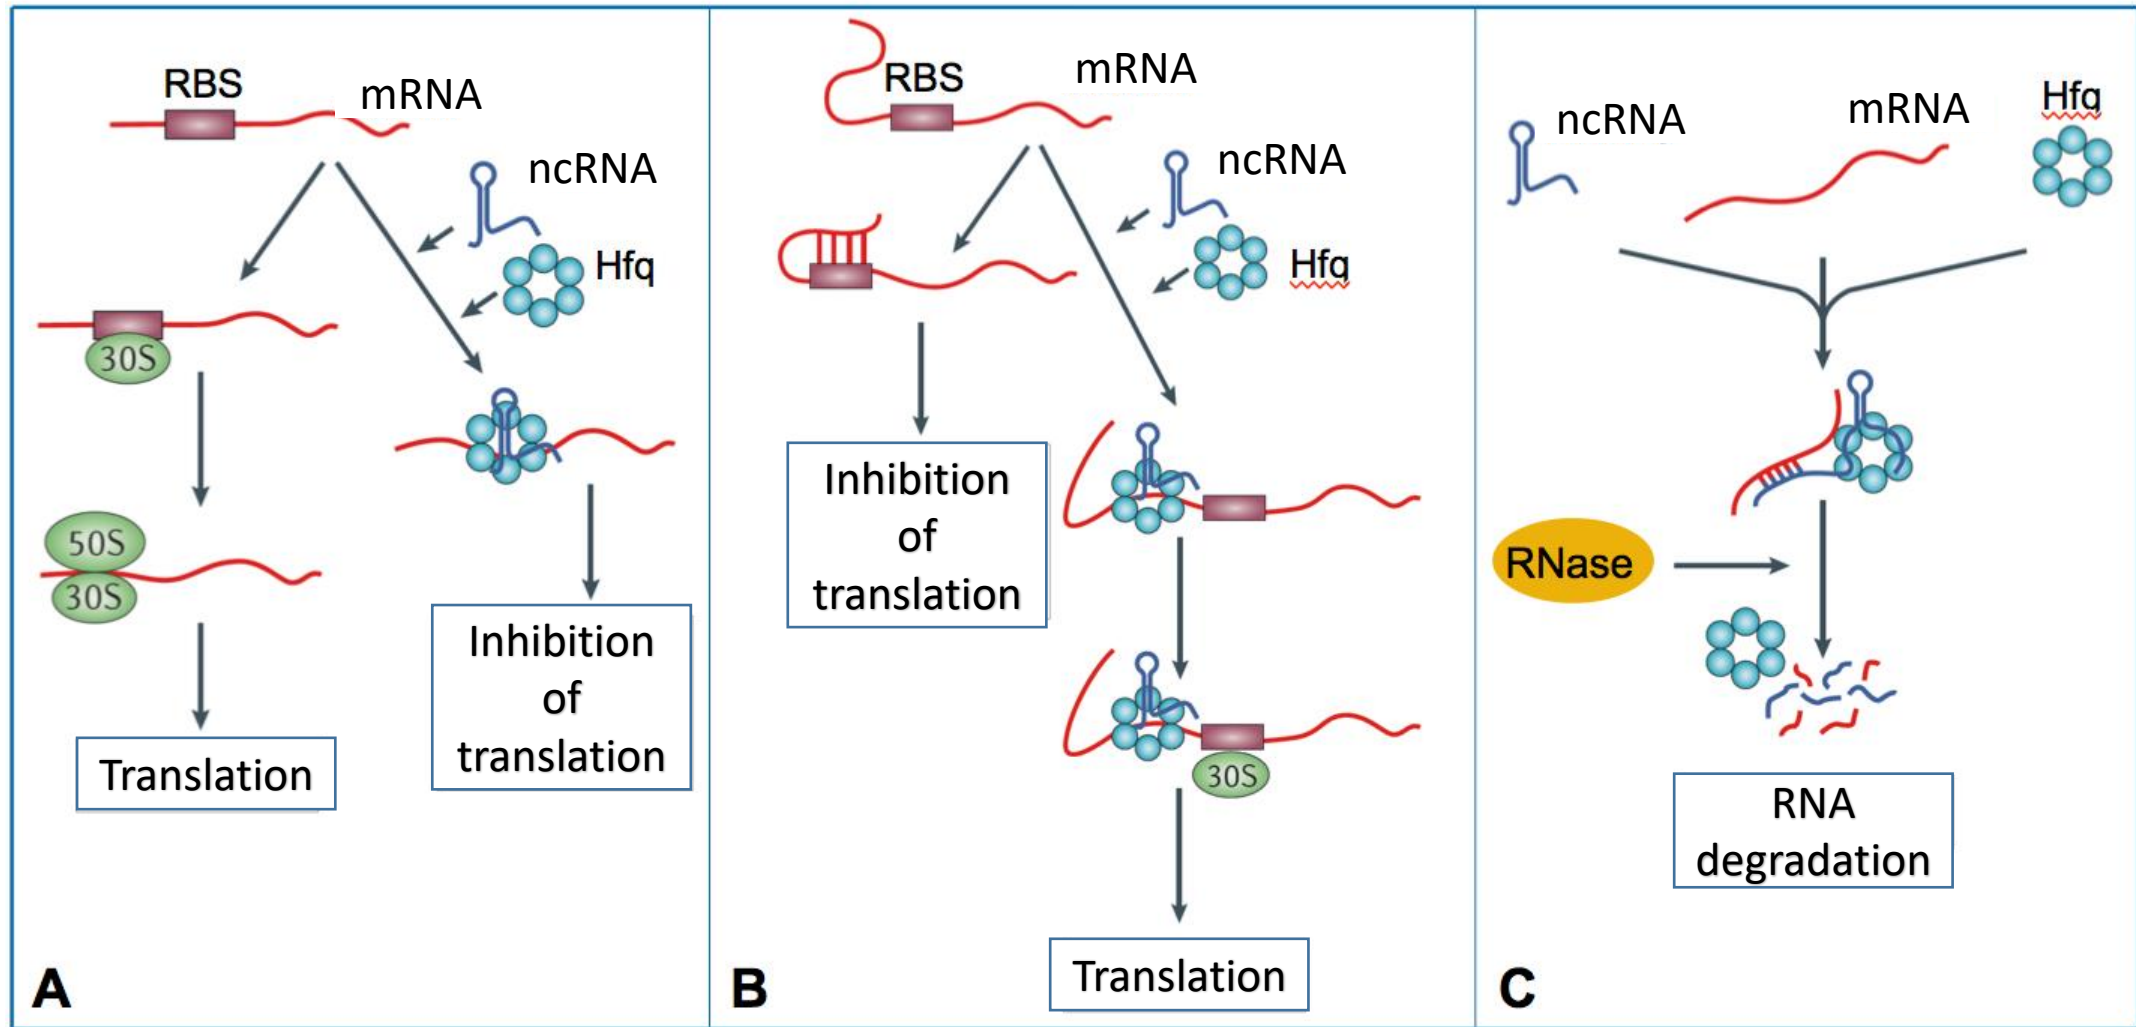 RBS
mRNA
ncRNA
Hfq
30S
50S
30S
Translation
Inhibition
of
translation
A
RBS
mRNA
ncRNA
Hfq
Inhibition
of
translation
30S
Translation
B
ncRNA
mRNA
Hfq
RNase
RNA
degradation
C